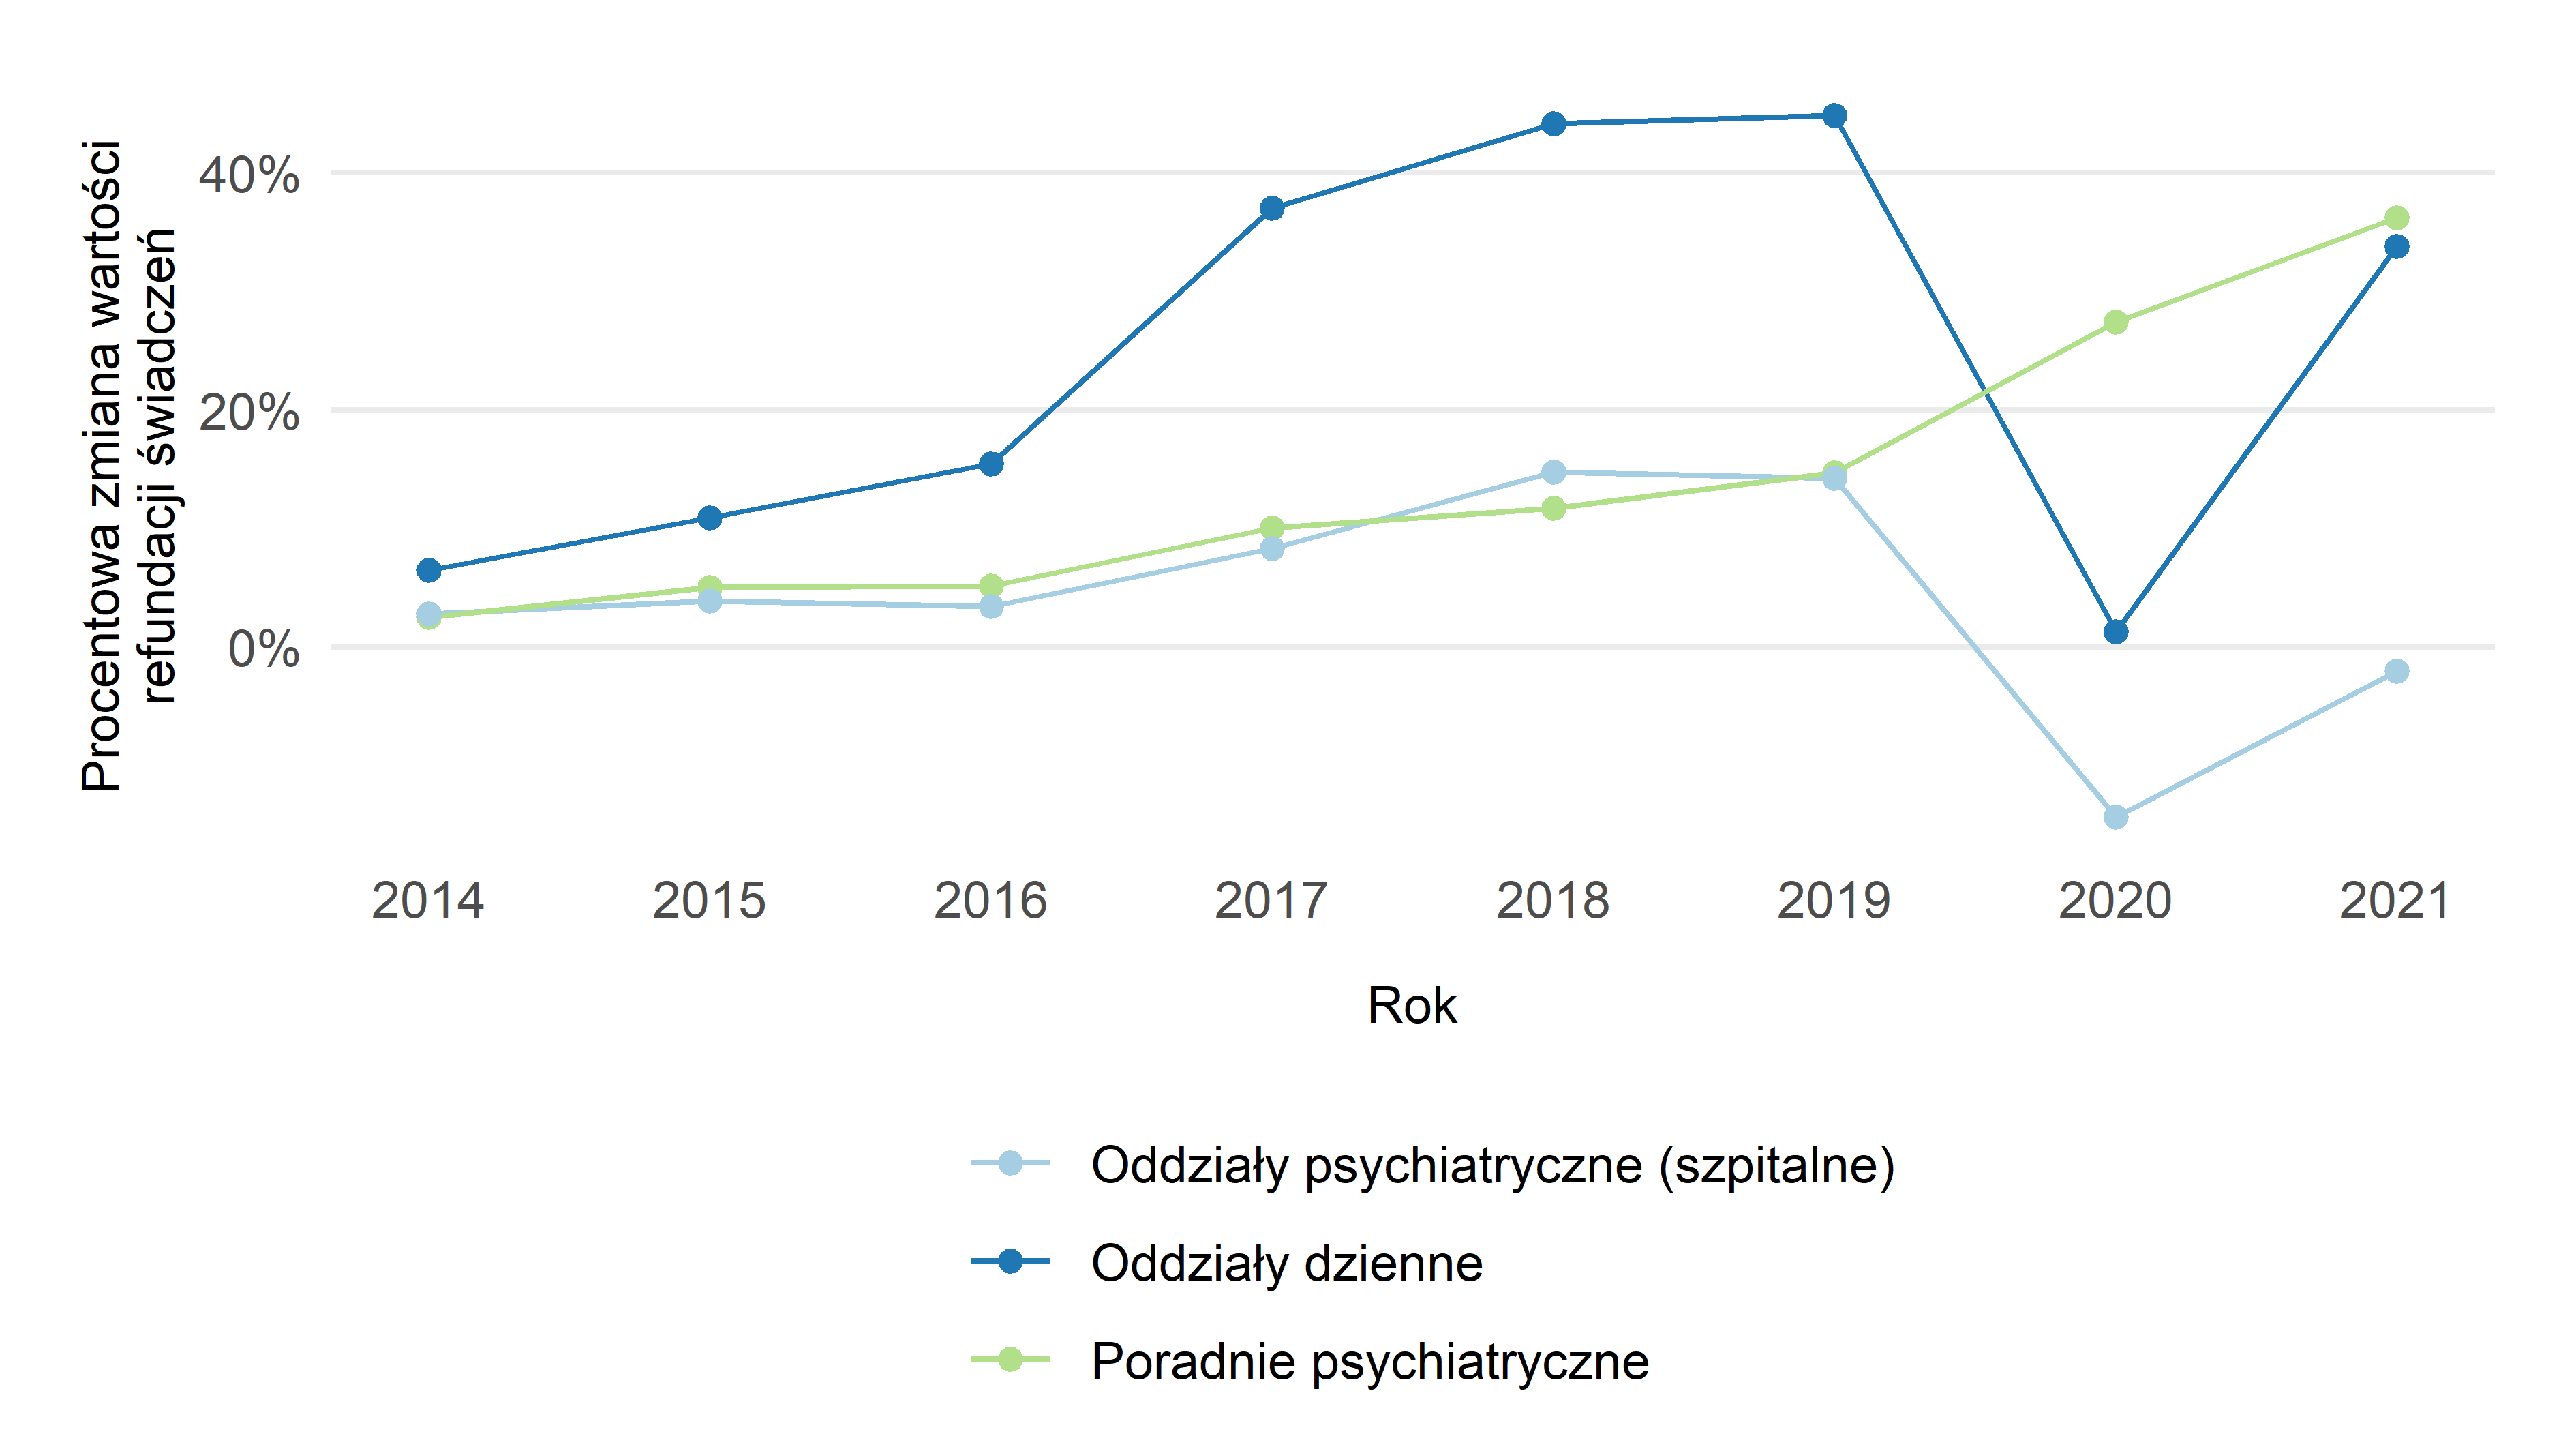 Procentowa zmiana wartości
refundacji świadczeń
40%
20%
0%
2014 2015 2016 2017 2018 2019 2020 2021
Rok
Oddziały psychiatryczne (szpitalne)
Oddziały dzienne
Poradnie psychiatryczne